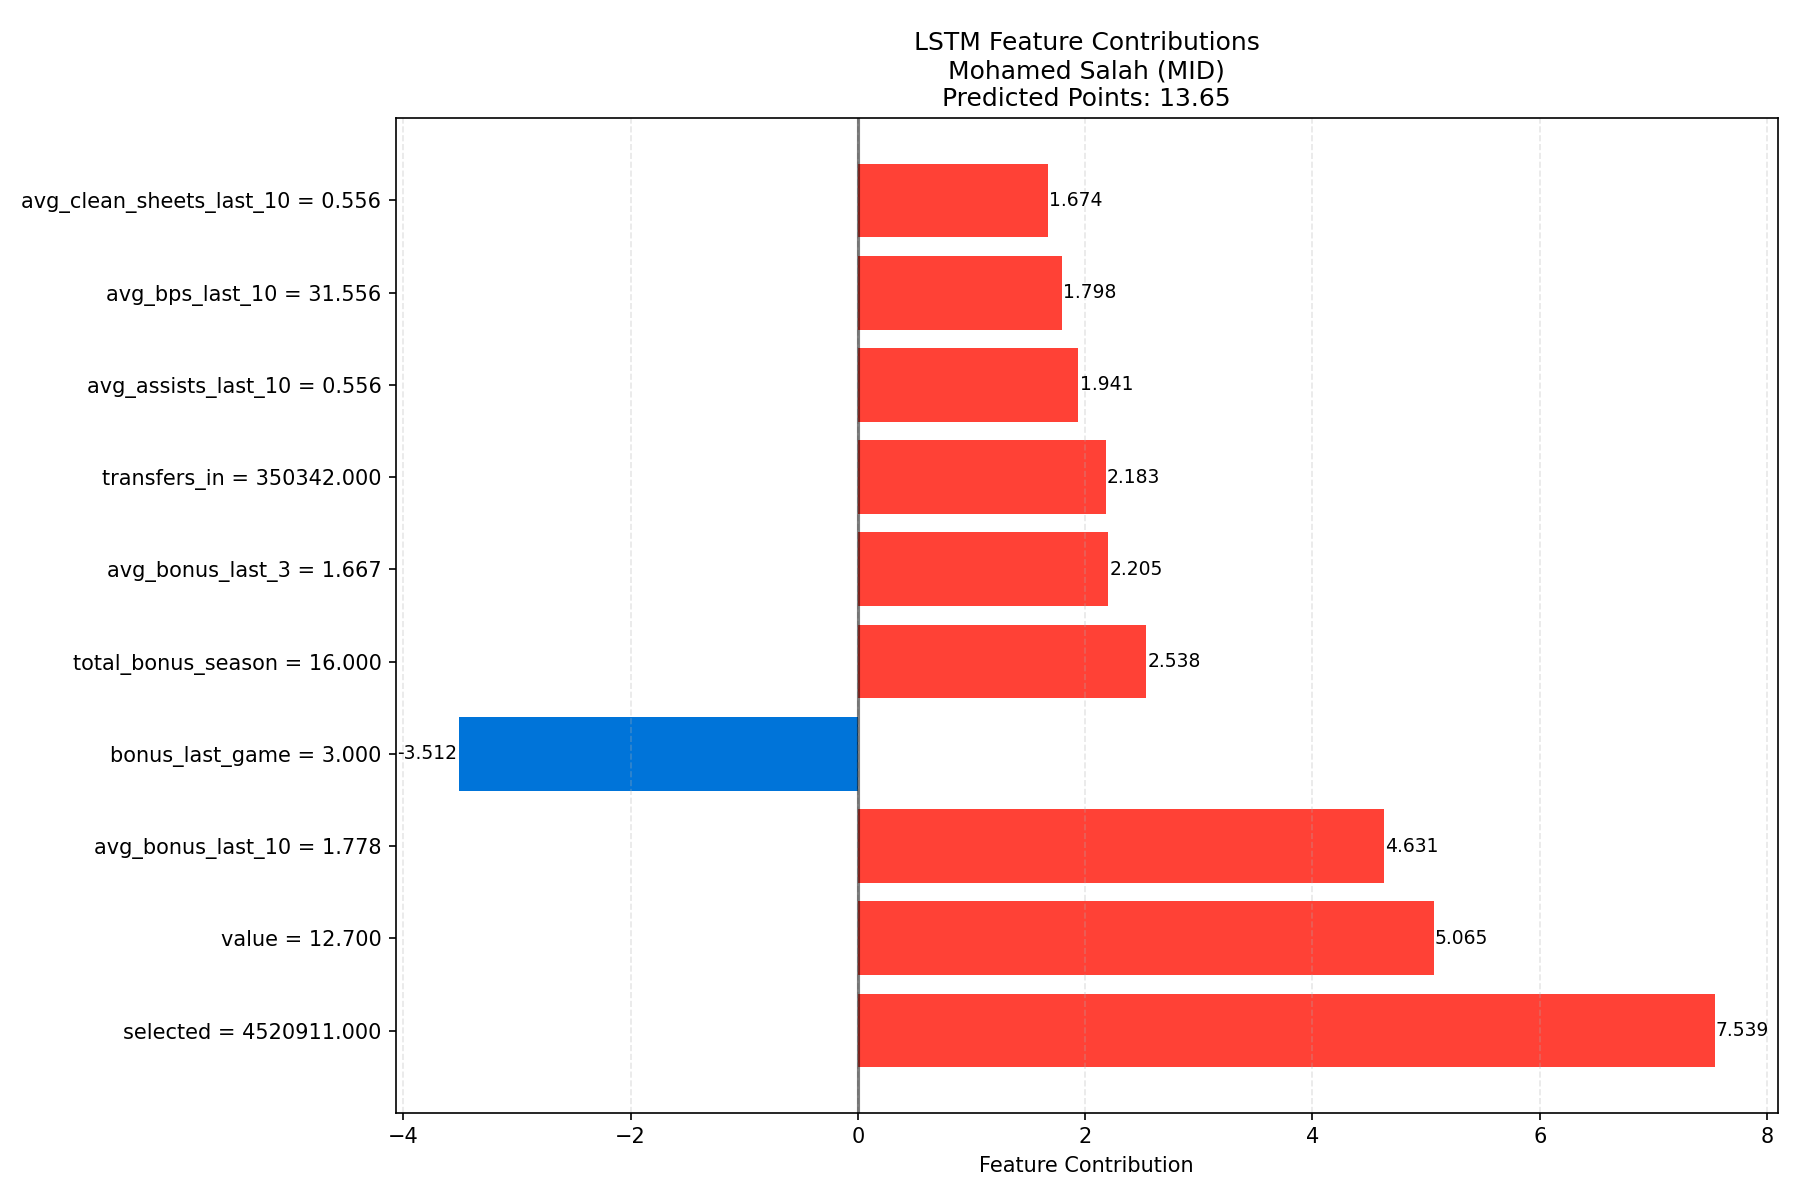 LSTM Feature Contributions
Mohamed Salah (MID)
Predicted Points: 13.65
avg_clean_sheets_last_10 = 0.556
1.674
avg_bps_last_10 = 31.556
1.798
avg_assists_last_10 = 0.556
1.941
transfers_in = 350342.000
2.183
avg_bonus_last_3 = 1.667
2.205
total_bonus_season = 16.000
2.538
bonus_last_game = 3.000
-3.512
avg_bonus_last_10 = 1.778
4.631
value = 12.700
5.065
selected = 4520911.000
7.539
−4 −2 0 2 4 6 8
Feature Contribution